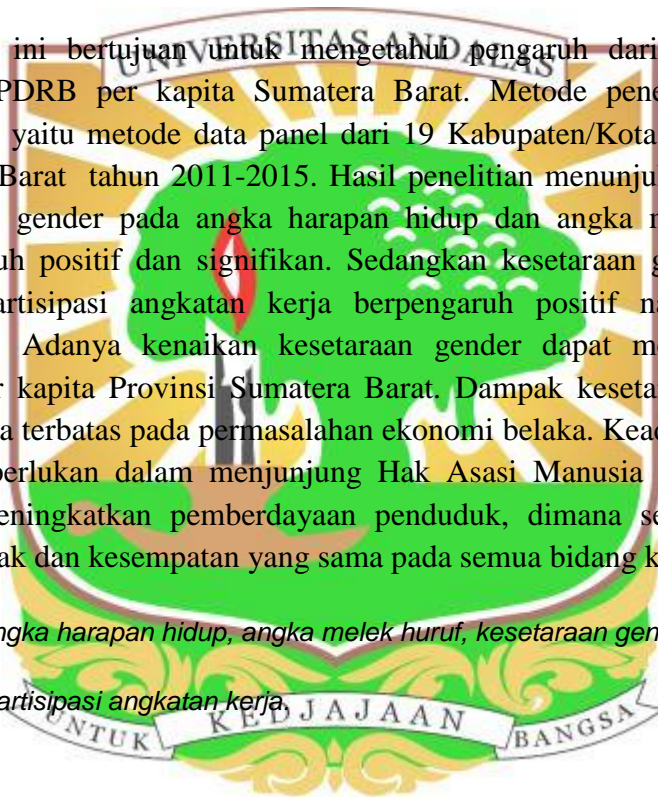 UNIVERSITAS ANDALAS
ini bertujuan untuk mengetahui pengaruh dari
PDRB per kapita Sumatera Barat. Metode pene
yaitu metode data panel dari 19 Kabupaten/Kota
Barat tahun 2011-2015. Hasil penelitian menunju
gender pada angka harapan hidup dan angka m
uh positif dan signifikan. Sedangkan kesetaraan g
artisipasi angkatan kerja berpengaruh positif na
Adanya kenaikan kesetaraan gender dapat me
r kapita Provinsi Sumatera Barat. Dampak keseta
a terbatas pada permasalahan ekonomi belaka. Kead
perlukan dalam menjunjung Hak Asasi Manusia
eningkatkan pemberdayaan penduduk, dimana se
ak dan kesempatan yang sama pada semua bidang k
ngka harapan hidup, angka melek huruf, kesetaraan gen
artisipasi angkatan kerja.
UNTUK KEDJAJAAN BANGSA